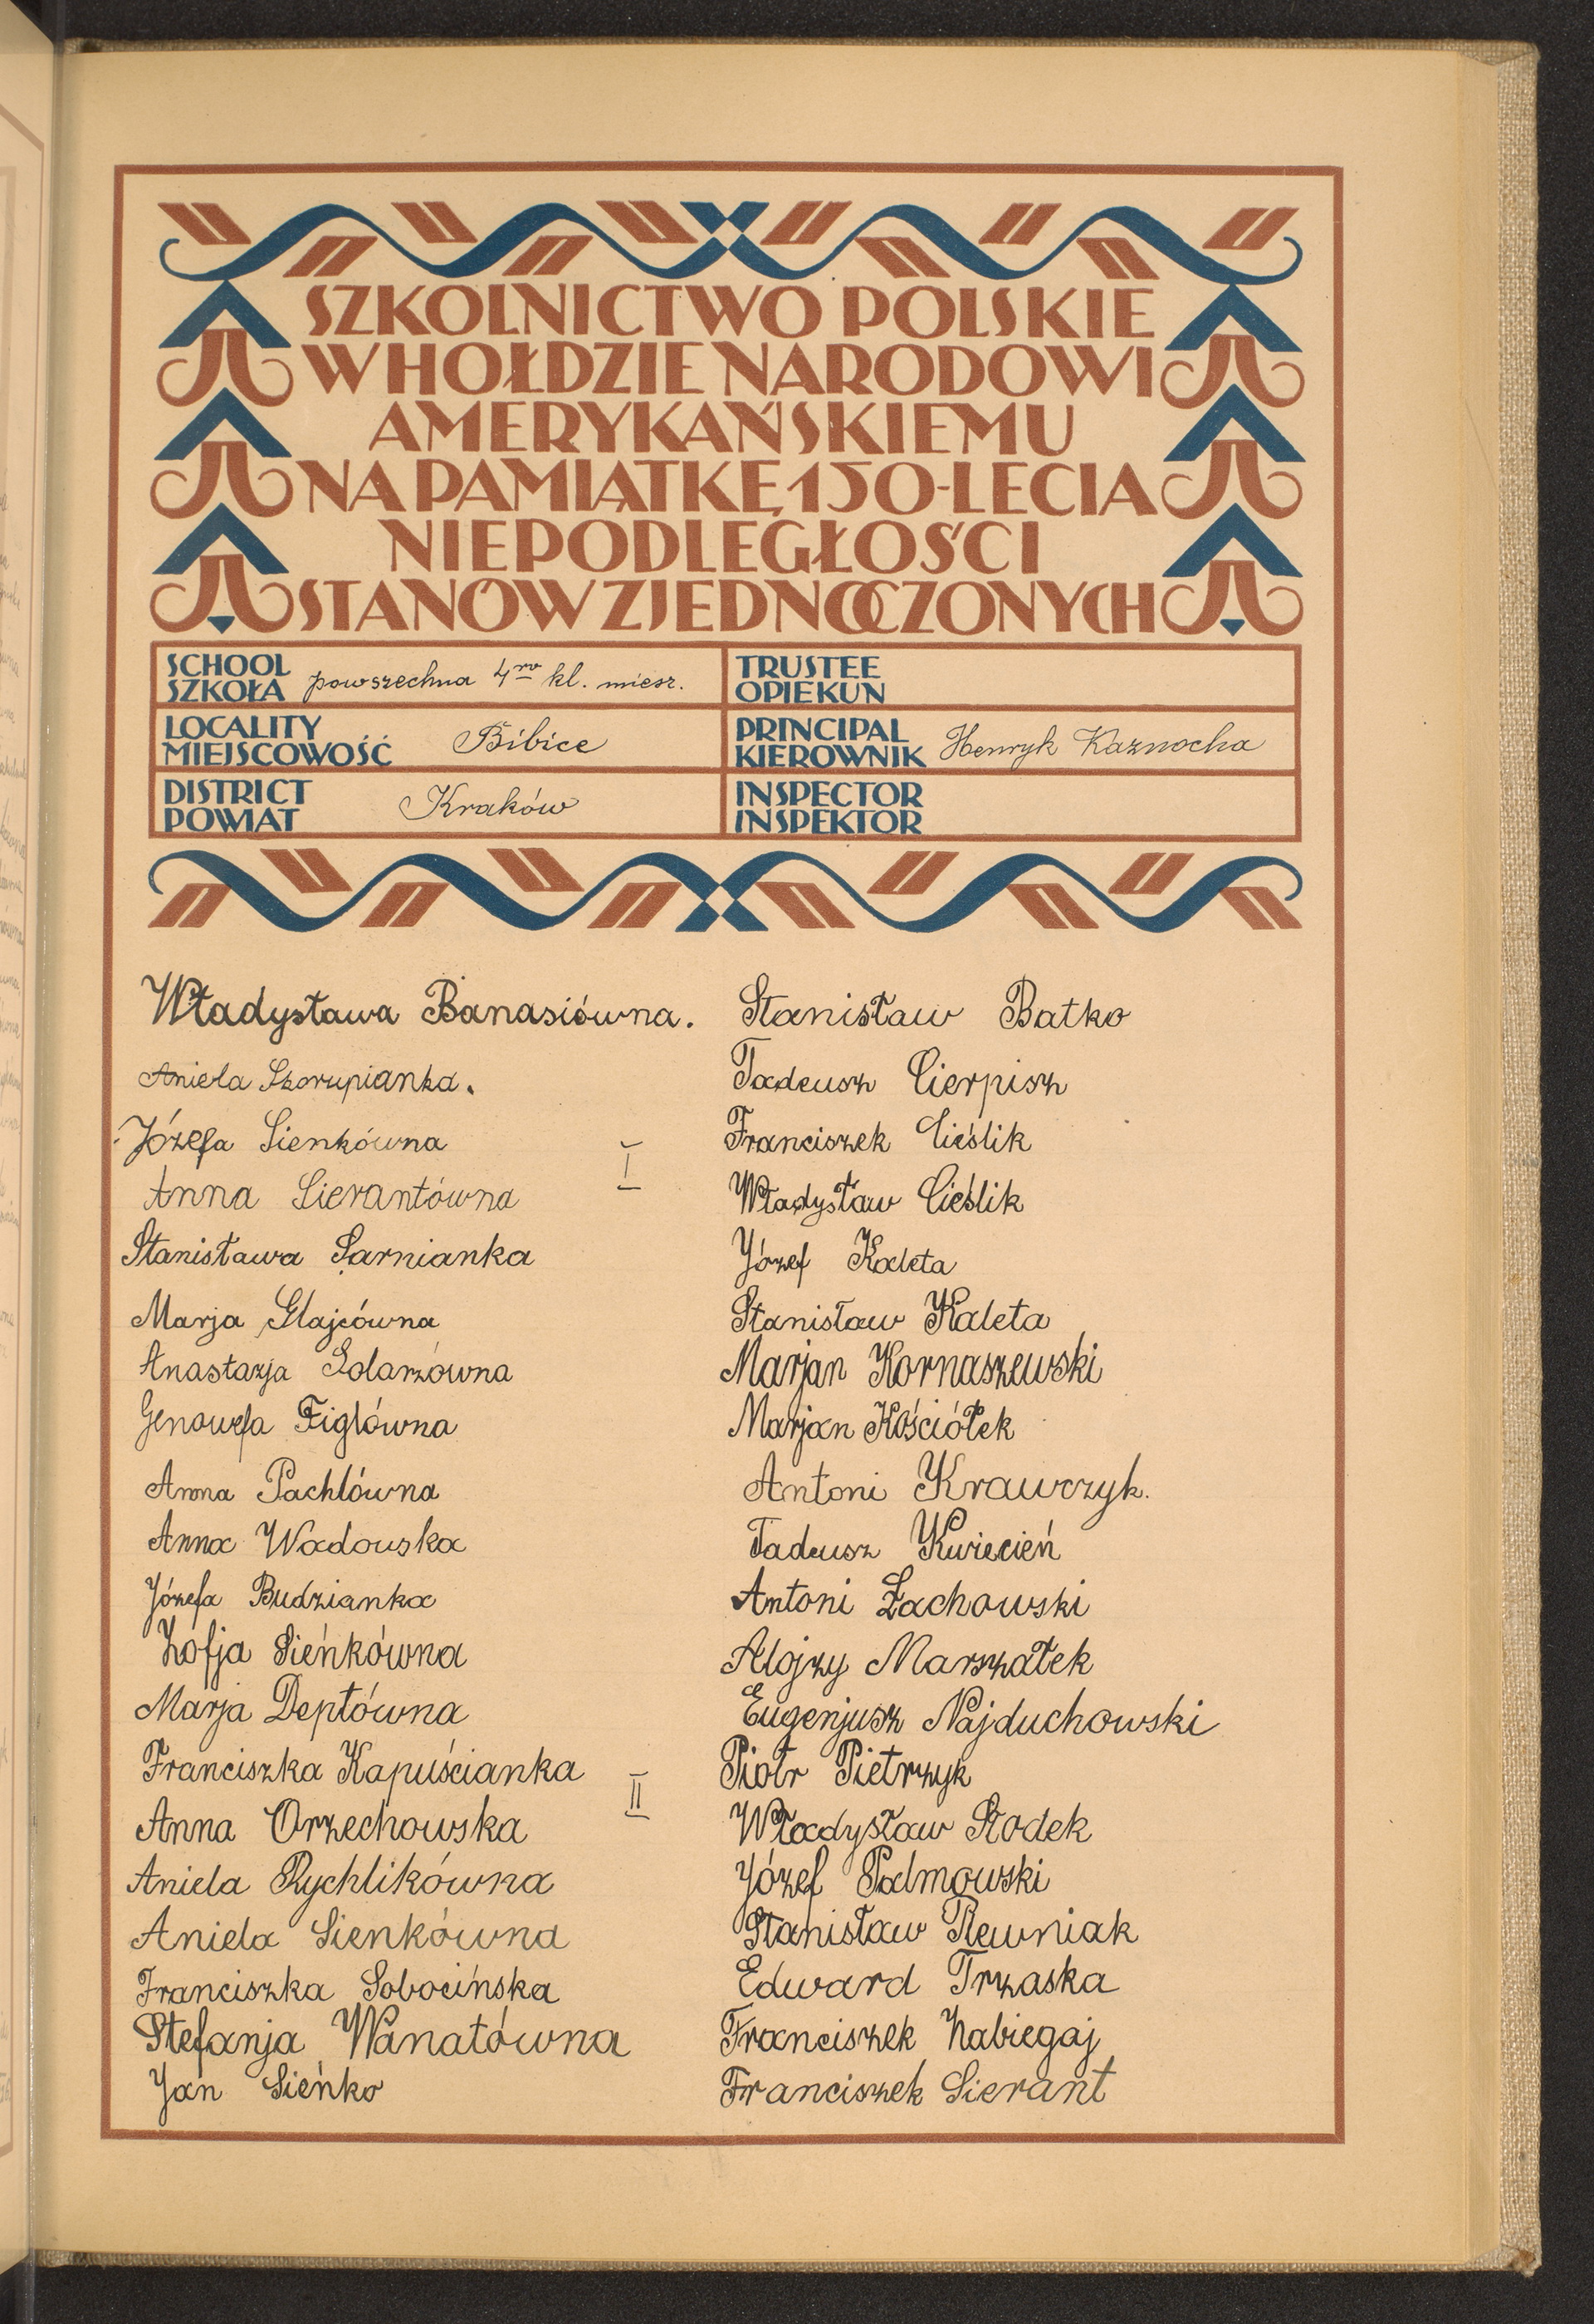 SZKOLNICTWO POLSKIE
W HOŁDZIE NARODOWI
AMERYKAŃSKIEMU
NA PAMIĄTKĘ 150-LECIA
NIEPODLEGŁOŚCI
STANÓW ZJEDNOCZONYCH
SCHOOL
SZKOŁA powszechna 4rv kl. miesz.
TRUSTEE
OPIEKUN
LOCALITY
MIEJSCOWOŚĆ Bibice
PRINCIPAL
KIEROWNIK Henryk Kaznocha
DISTRICT
POWIAT Kraków
INSPECTOR
INSPEKTOR
Władysława Banasiówna.
Aniela Skorupianka.
Józefa Sienkówna
Anna Sierantówna
Stanisława Sarnianka
Marja Glajcówna
Anastazja Solarzówna
Genowefa Figlówna
Anna Pachlówna
Anna Wadowska
Józefa Budzianka
Zofja Sieńkówna
Marja Deptówna
Franciszka Kapuścianka
Anna Orzechowska
Aniela Rychlikówna
Aniela Sienkówna
Franciszka Sobocińska
Stefanja Wanatówna
Jan Sieńko
I
II
Stanisław Batko
Tadeusz Cierpisz
Franciszek Cieślik
Władysław Cieślik
Józef Kaleta
Stanisław Kaleta
Marjan Kornaszewski
Marjan Kościółek
Antoni Krawczyk.
Tadeusz Kwiecień
Antoni Łachowski
Alojzy Marszałek
Eugenjusz Najduchowski
Piotr Pietrzyk
Władysław Płodek
Józef Palmowski
Stanisław Rewniak
Edward Trzaska
Franciszek Nabiegaj
Franciszek Sierant